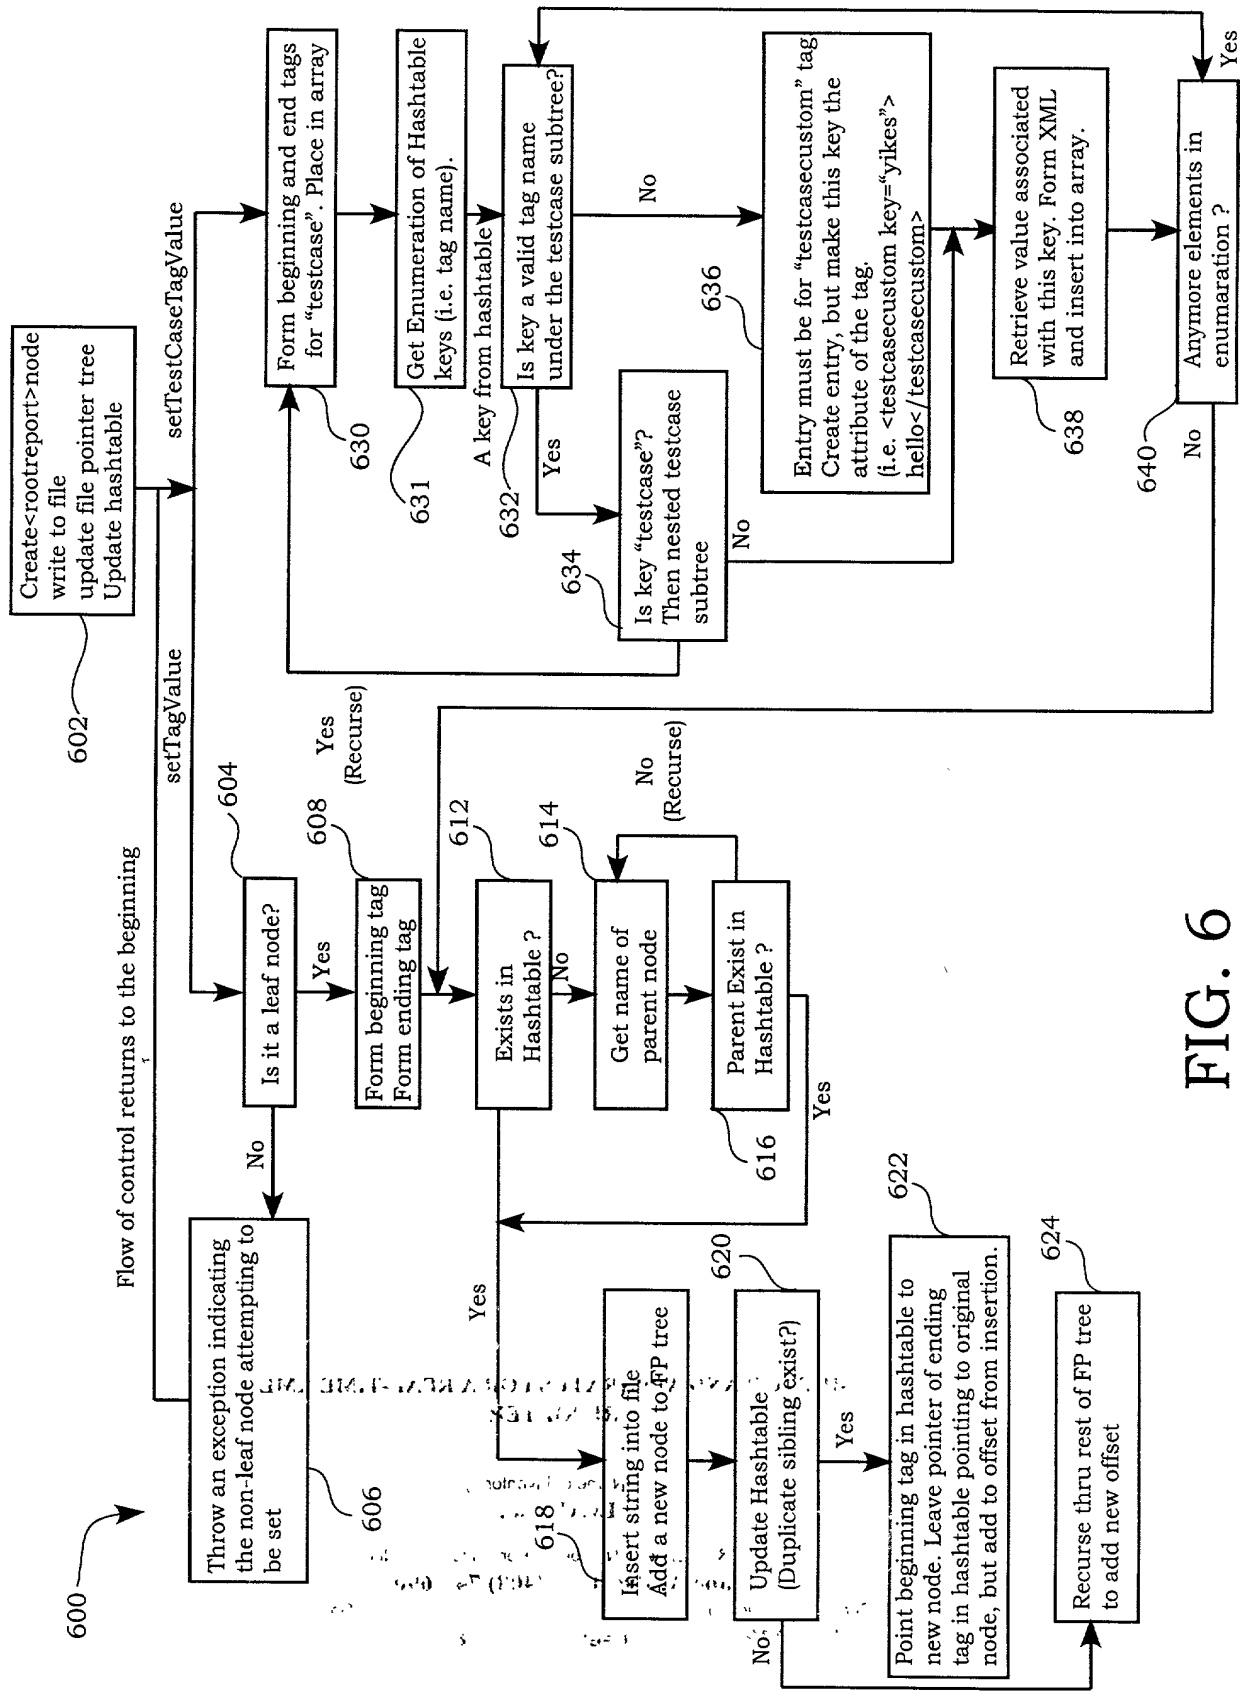 600
Create<rootreport>node
write to file
update file pointer tree
Update hashtable
602
Flow of control returns to the beginning
setTagValue
setTestCaseTagValue
Throw an exception indicating
the non-leaf node attempting to
be set
606
No
Is it a leaf node?
604
Yes
Form beginning tag
Form ending tag
608
Yes
(Recurse)
Exists in
Hashtable ?
612
No
Get name of
parent node
614
No
(Recurse)
Parent Exist in
Hashtable ?
616
Yes
Yes
Insert string into file
Add a new node to FP tree
618
Update Hashtable
(Duplicate sibling exist?)
620
No
Yes
Point beginning tag in hashtable to
new node. Leave pointer of ending
tag in hashtable pointing to original
node, but add to offset from insertion.
622
Recurse thru rest of FP tree
to add new offset
624
Form beginning and end tags
for “testcase”. Place in array
630
Get Enumeration of Hashtable
keys (i.e. tag name).
631
A key from hashtable
Is key a valid tag name
under the testcase subtree?
632
Yes
No
Is key “testcase”?
Then nested testcase
subtree
634
No
Entry must be for “testcasecustom” tag
Create entry, but make this key the
attribute of the tag.
(i.e. <testcasecustom key=“yikes”>
hello</testcasecustom>
636
Retrieve value associated
with this key. Form XML
and insert into array.
638
Anymore elements in
enumaration ?
640
No
Yes
FIG. 6